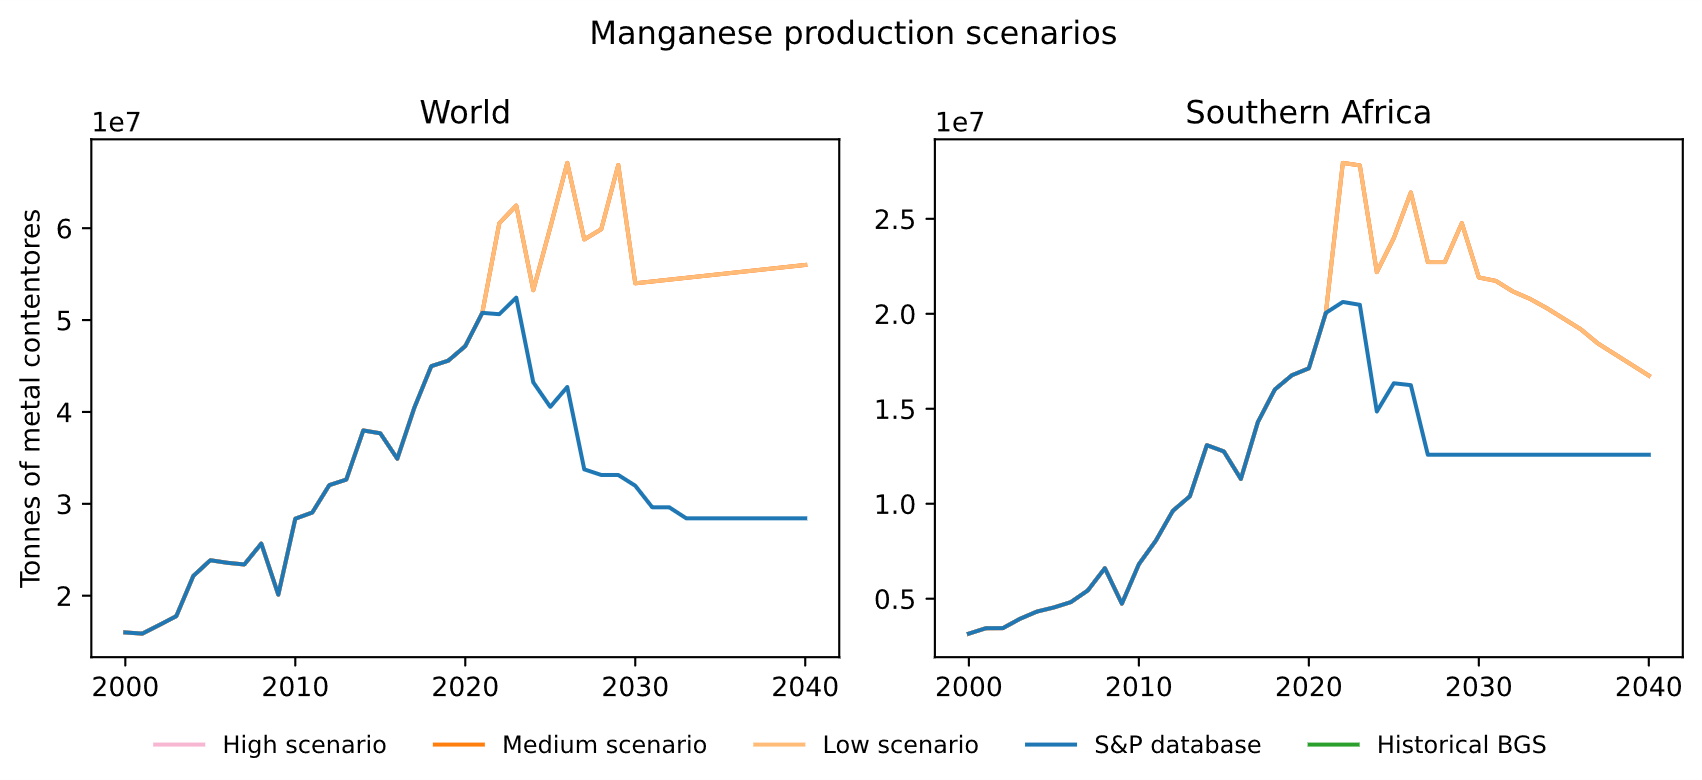 Manganese production scenarios
World
1e7
Tonnes of metal contentores
6
5
4
3
2
2000 2010 2020 2030 2040
Southern Africa
1e7
2.5
2.0
1.5
1.0
0.5
2000 2010 2020 2030 2040
High scenario Medium scenario Low scenario S&P database Historical BGS